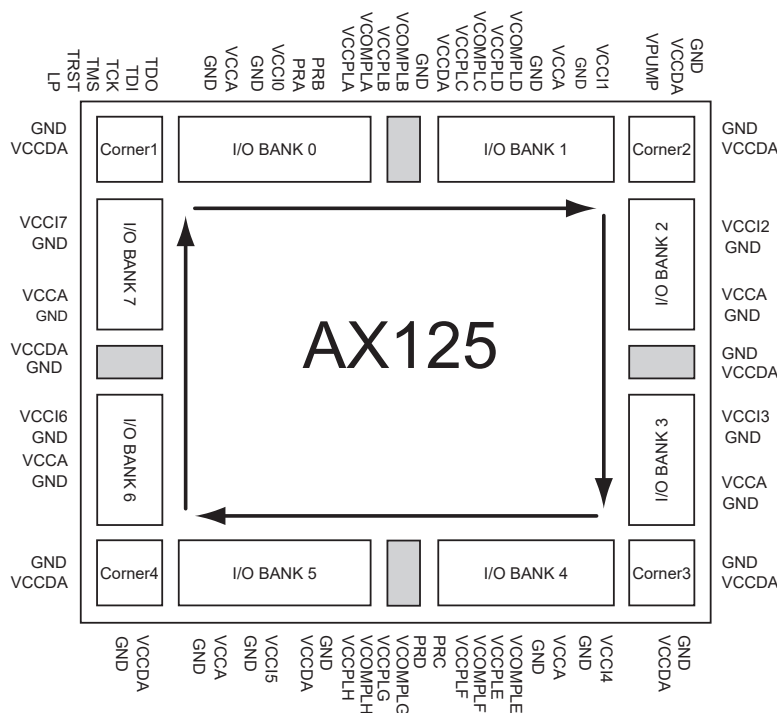 LP
TRST
TMS
TCK
TDI
TDO
GND
VCCA
GND
VCCI0
PRA
PRB
VCCPLA
VCOMPLA
VCCPLB
VCOMPLB
GND
VCCDA
VCCPLC
VCOMPLC
VCCPLD
VCOMPLD
GND
VCCA
GND
VCCI1
VPUMP
VCCDA
GND
GND
VCCDA
Corner1
I/O BANK 0
I/O BANK 1
Corner2
GND
VCCDA
VCCI7
GND
VCCA
GND
I/O BANK 7
I/O BANK 2
VCCI2
GND
VCCA
GND
AX125
VCCDA
GND
GND
VCCDA
VCCI6
GND
VCCA
GND
I/O BANK 6
I/O BANK 3
VCCI3
GND
VCCA
GND
GND
VCCDA
Corner4
I/O BANK 5
I/O BANK 4
Corner3
GND
VCCDA
GND
VCCDA
GND
VCCA
GND
VCCI5
VCCDA
GND
VCCPLH
VCOMPLH
VCCPLG
VCOMPLG
PRD
PRC
VCCPLF
VCOMPLF
VCCPLE
VCOMPLE
GND
VCCA
GND
VCCI4
VCCDA
GND